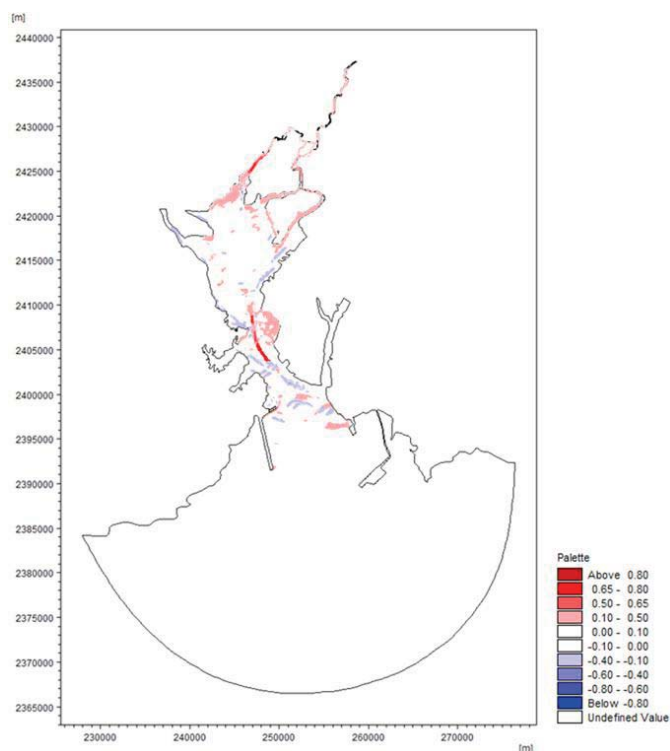 [m]
2440000
2435000
2430000
2425000
2420000
2415000
2410000
2405000
2400000
2395000
2390000
2385000
2380000
2375000
2370000
2365000
230000 240000 250000 260000 270000
[m]
Palette
Above 0.80
0.65 - 0.80
0.50 - 0.65
0.10 - 0.50
0.00 - 0.10
-0.10 - 0.00
-0.40 - -0.10
-0.60 - -0.40
-0.80 - -0.60
Below -0.80
Undefined Value